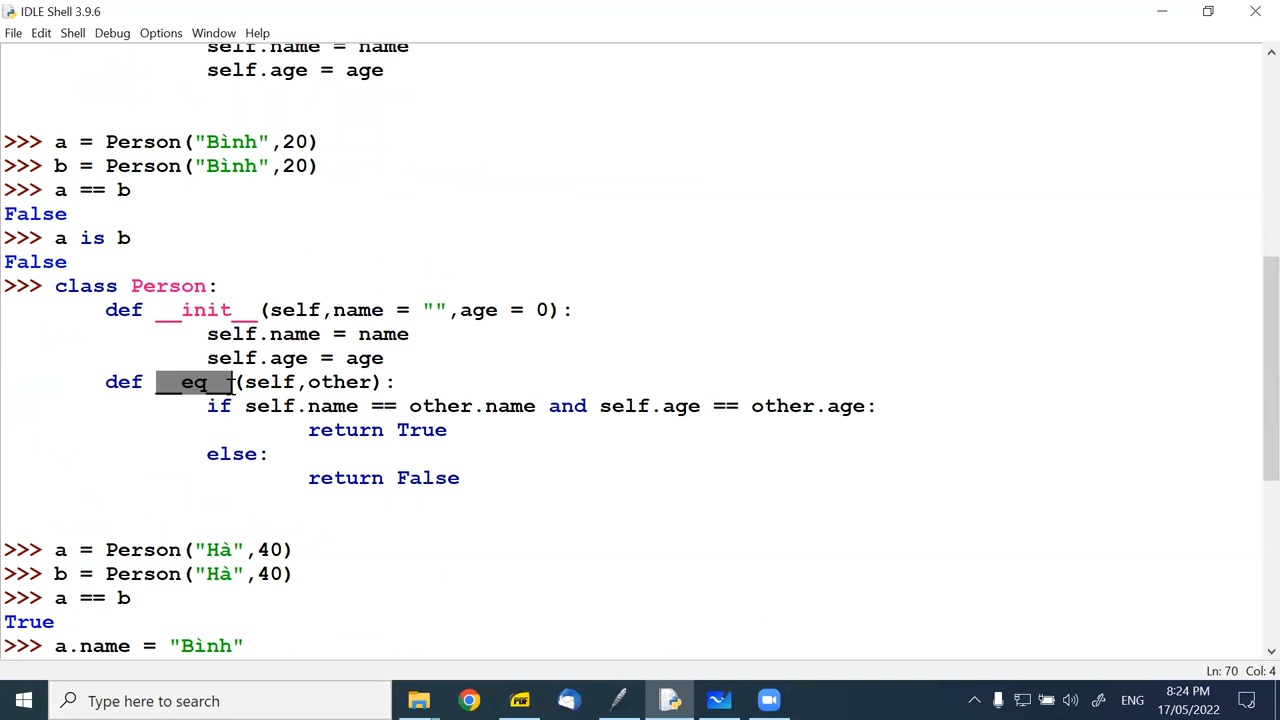 IDLE Shell 3.9.6
File Edit Shell Debug Options Window Help
self.name = name
self.age = age
>>> a = Person("Bình",20)
>>> b = Person("Bình",20)
>>> a == b
False
>>> a is b
False
>>> class Person:
def __init__(self,name = "",age = 0):
self.name = name
self.age = age
def __eq__(self,other):
if self.name == other.name and self.age == other.age:
return True
else:
return False
>>> a = Person("Hà",40)
>>> b = Person("Hà",40)
>>> a == b
True
>>> a.name = "Bình"
Ln: 70 Col: 4
Type here to search
PDF
ENG
8:24 PM
17/05/2022